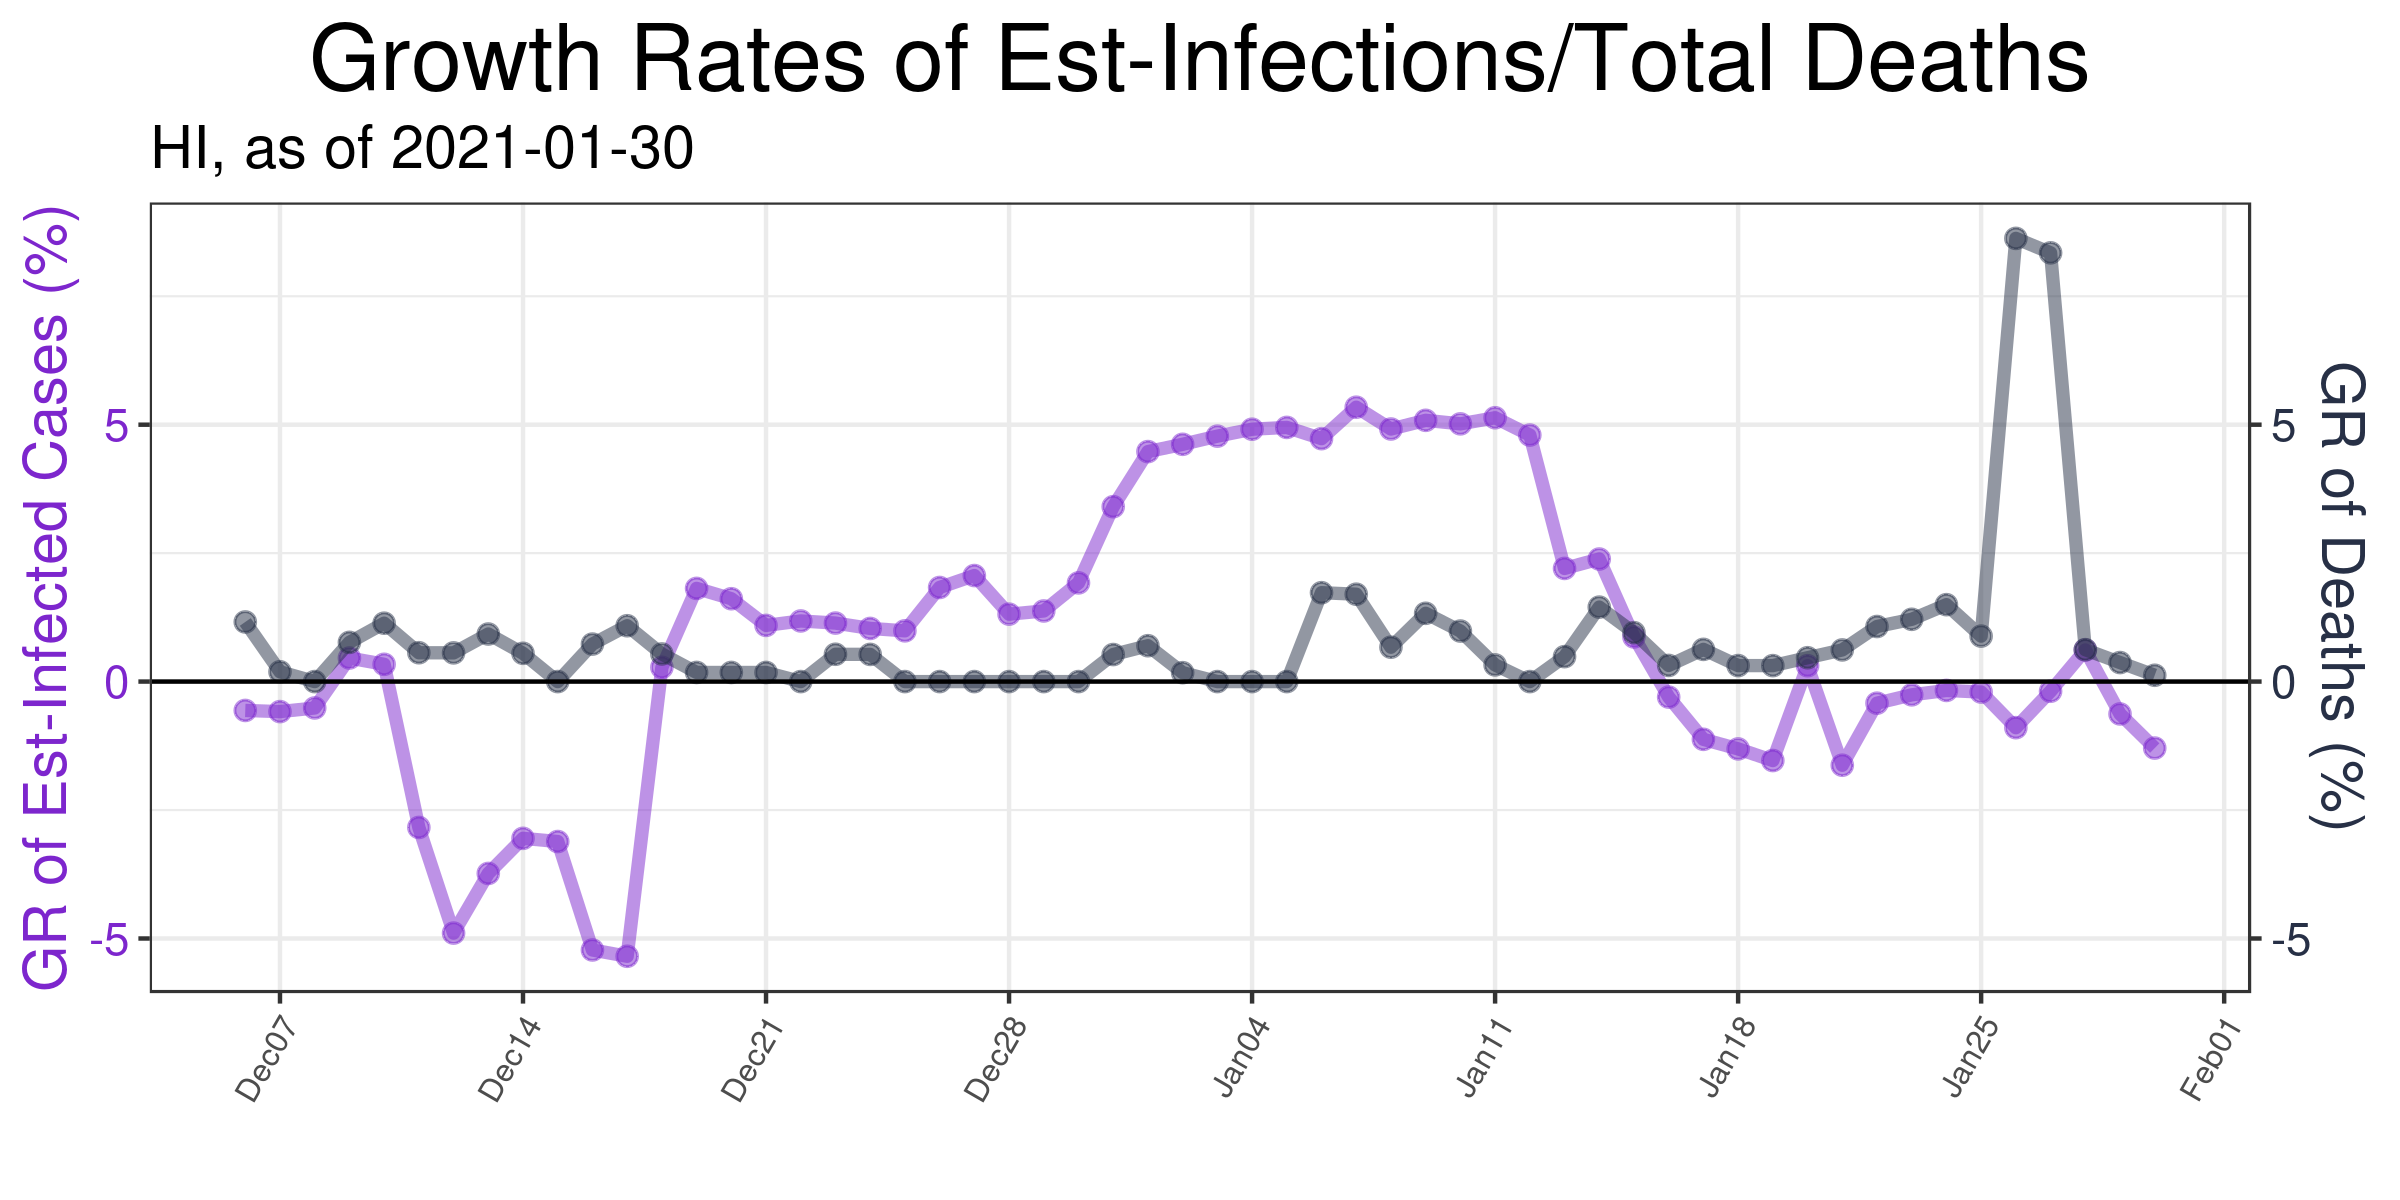 Growth Rates of Est-Infections/Total Deaths
HI, as of 2021-01-30
GR of Est-Infected Cases (%)
5
0
-5
5
0
-5
GR of Deaths (%)
Dec07
Dec14
Dec21
Dec28
Jan04
Jan11
Jan18
Jan25
Feb01